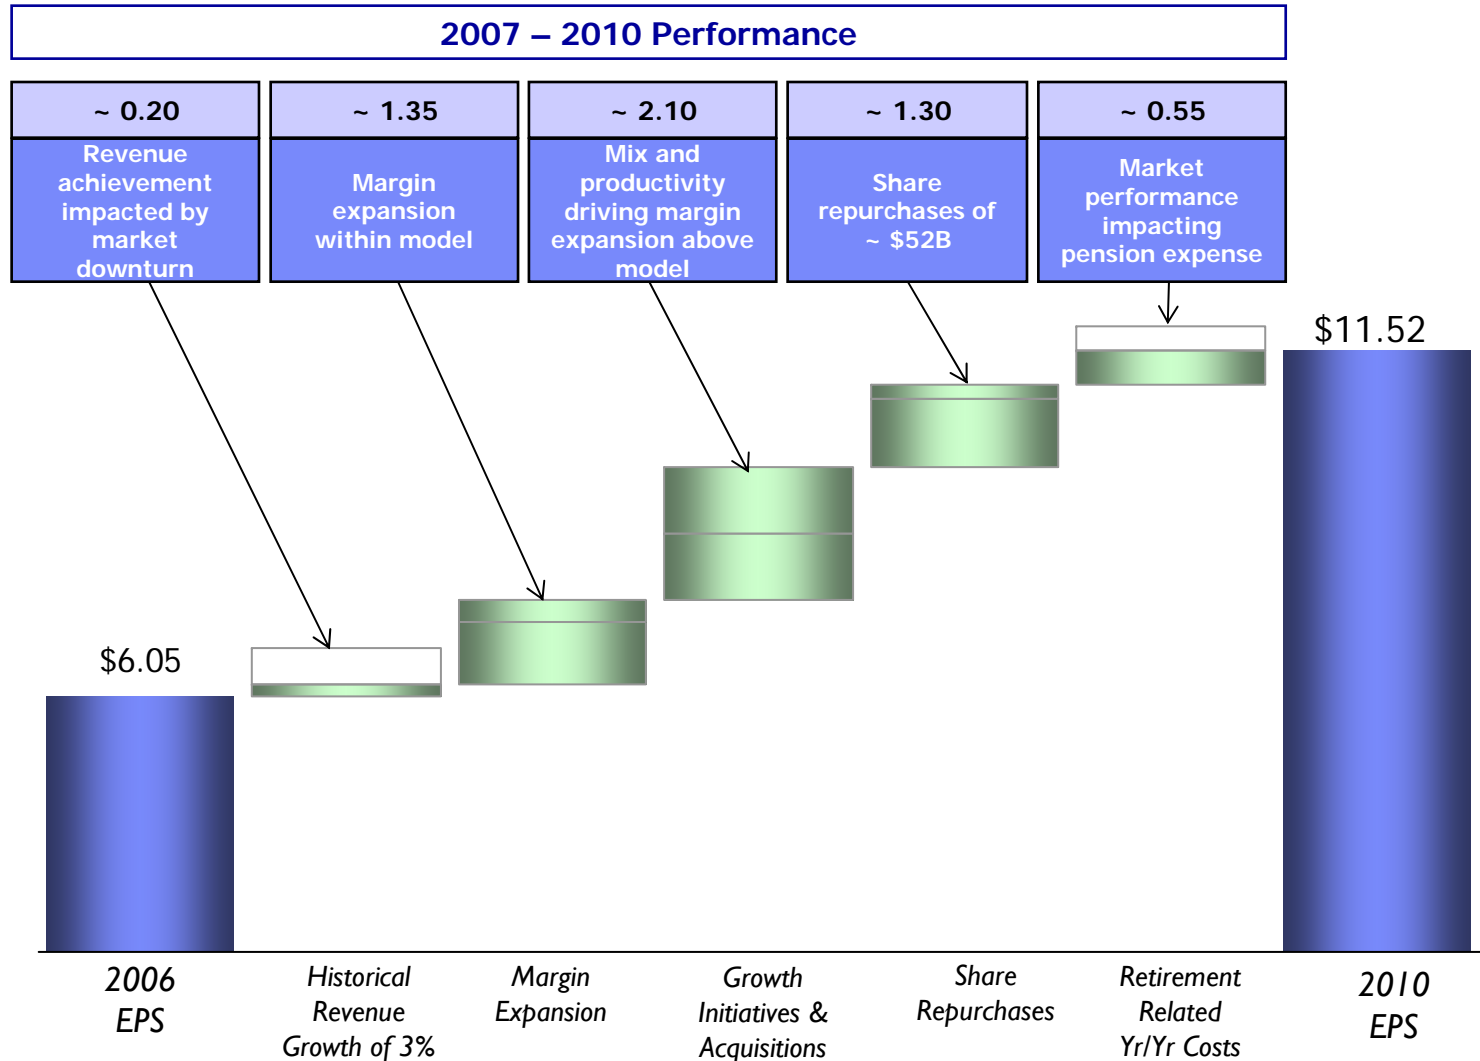 2007 – 2010 Performance
~ 0.20
Revenue
achievement
impacted by
market
downturn
~ 1.35
Margin
expansion
within model
~ 2.10
Mix and
productivity
driving margin
expansion above
model
~ 1.30
Share
repurchases of
~ $52B
~ 0.55
Market
performance
impacting
pension expense
$6.05
$11.52
2006
EPS
Historical
Revenue
Growth of 3%
Margin
Expansion
Growth
Initiatives &
Acquisitions
Share
Repurchases
Retirement
Related
Yr/Yr Costs
2010
EPS